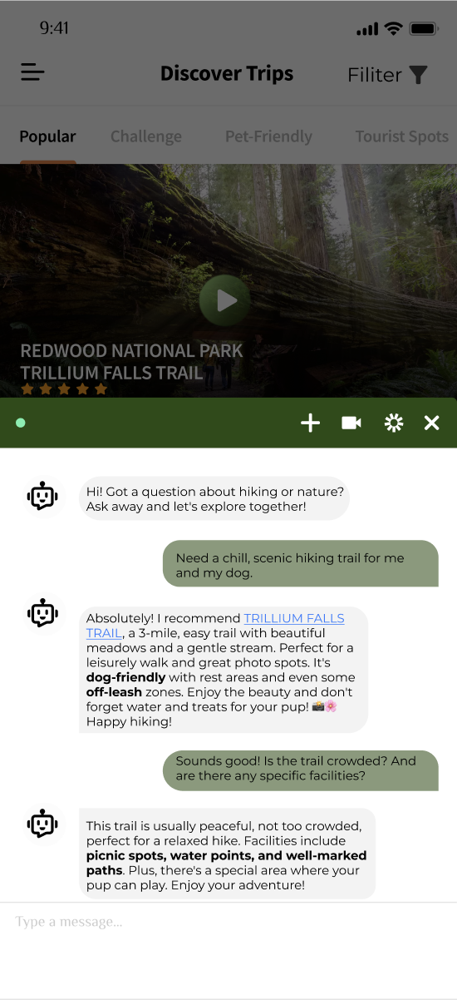 9:41
Discover Trips
Filiter
Popular
Challenge
Pet-Friendly
Tourist Spots
REDWOOD NATIONAL PARK
TRILLIUM FALLS TRAIL
Hi! Got a question about hiking or nature?
Ask away and let's explore together!
Need a chill, scenic hiking trail for me
and my dog.
Absolutely! I recommend TRILLIUM FALLS
TRAIL, a 3-mile, easy trail with beautiful
meadows and a gentle stream. Perfect for a
leisurely walk and great photo spots. It's
dog-friendly with rest areas and even some
off-leash zones. Enjoy the beauty and don't
forget water and treats for your pup! 📸🌸
Happy hiking!
Sounds good! Is the trail crowded? And
are there any specific facilities?
This trail is usually peaceful, not too crowded,
perfect for a relaxed hike. Facilities include
picnic spots, water points, and well-marked
paths. Plus, there's a special area where your
pup can play. Enjoy your adventure!
Type a message...